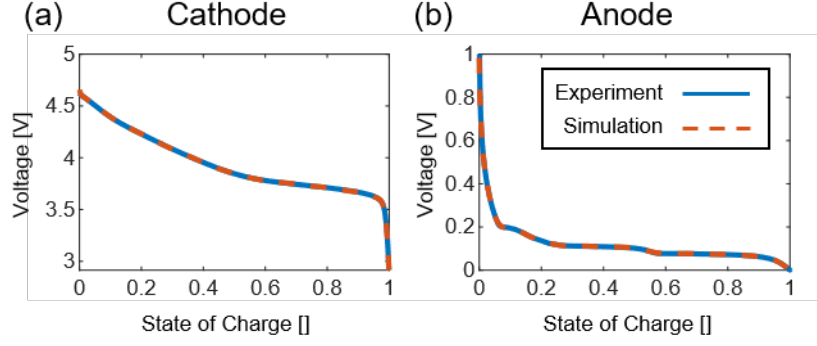 (a) Cathode
Voltage [V]
5
4.5
4
3.5
3
0 0.2 0.4 0.6 0.8 1
State of Charge []
(b) Anode
Voltage [V]
1
0.8
0.6
0.4
0.2
0
0 0.2 0.4 0.6 0.8 1
State of Charge []
Experiment
Simulation